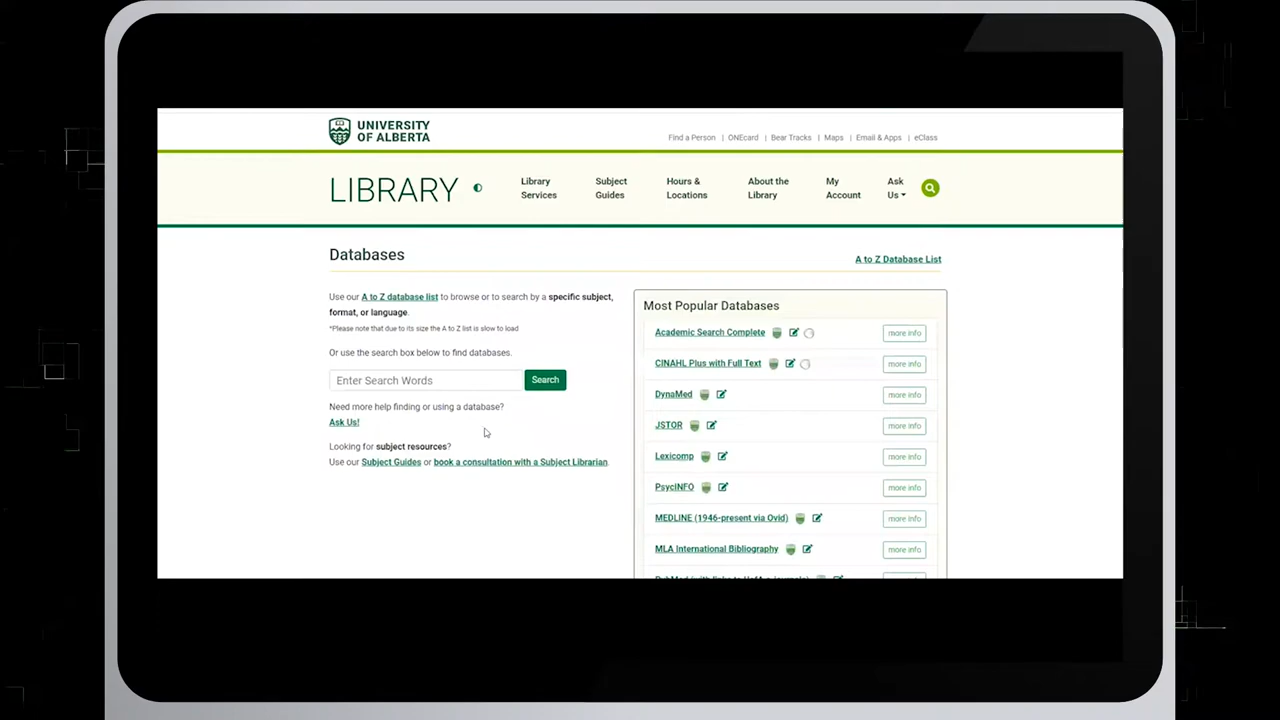 UNIVERSITY
OF ALBERTA
Find a Person | ONEcard | Bear Tracks | Maps | Email & Apps | eClass
LIBRARY
Library
Services
Subject
Guides
Hours &
Locations
About the
Library
My
Account
Ask
Us
Databases
A to Z Database List
Use our A to Z database list to browse or to search by a specific subject,
format, or language.
*Please note that due to its size the A to Z list is slow to load
Or use the search box below to find databases.
Enter Search Words
Search
Need more help finding or using a database?
Ask Us!
Looking for subject resources?
Use our Subject Guides or book a consultation with a Subject Librarian.
Most Popular Databases
Academic Search Complete more info
CINAHL Plus with Full Text more info
DynaMed more info
JSTOR more info
Lexicomp more info
PsycINFO more info
MEDLINE (1946-present via Ovid) more info
MLA International Bibliography more info